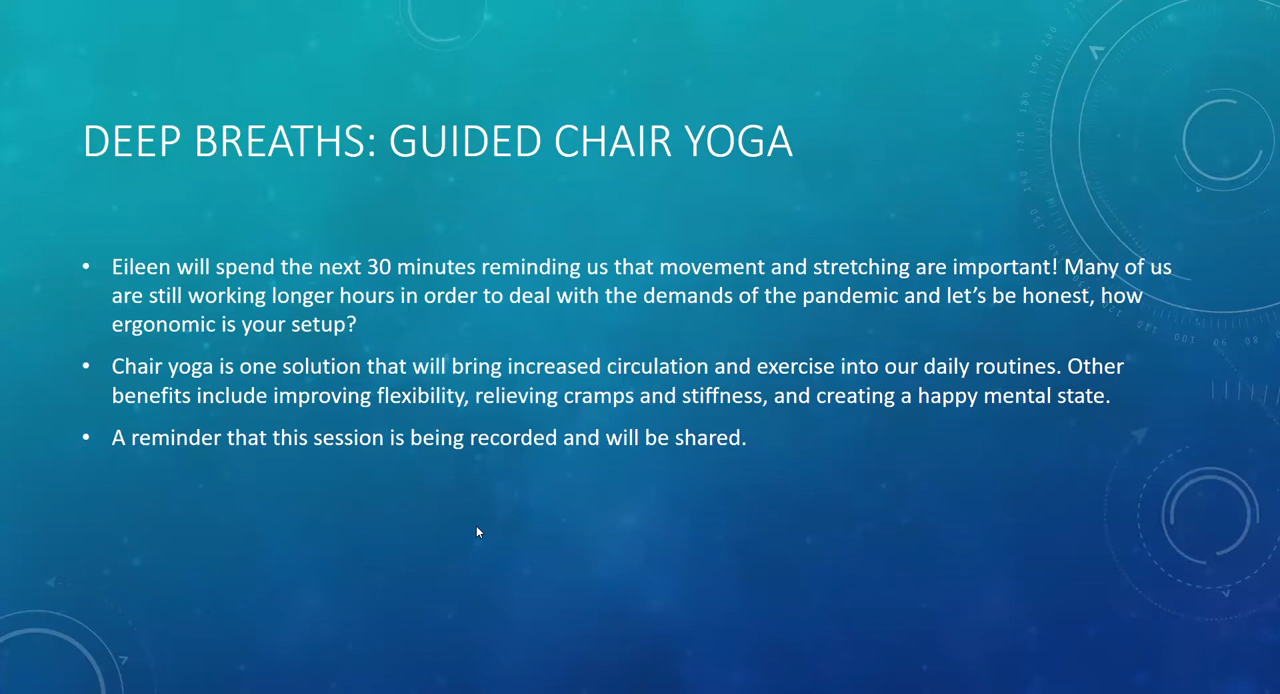 DEEP BREATHS: GUIDED CHAIR YOGA
• Eileen will spend the next 30 minutes reminding us that movement and stretching are important! Many of us
are still working longer hours in order to deal with the demands of the pandemic and let’s be honest, how
ergonomic is your setup?
• Chair yoga is one solution that will bring increased circulation and exercise into our daily routines. Other
benefits include improving flexibility, relieving cramps and stiffness, and creating a happy mental state.
• A reminder that this session is being recorded and will be shared.